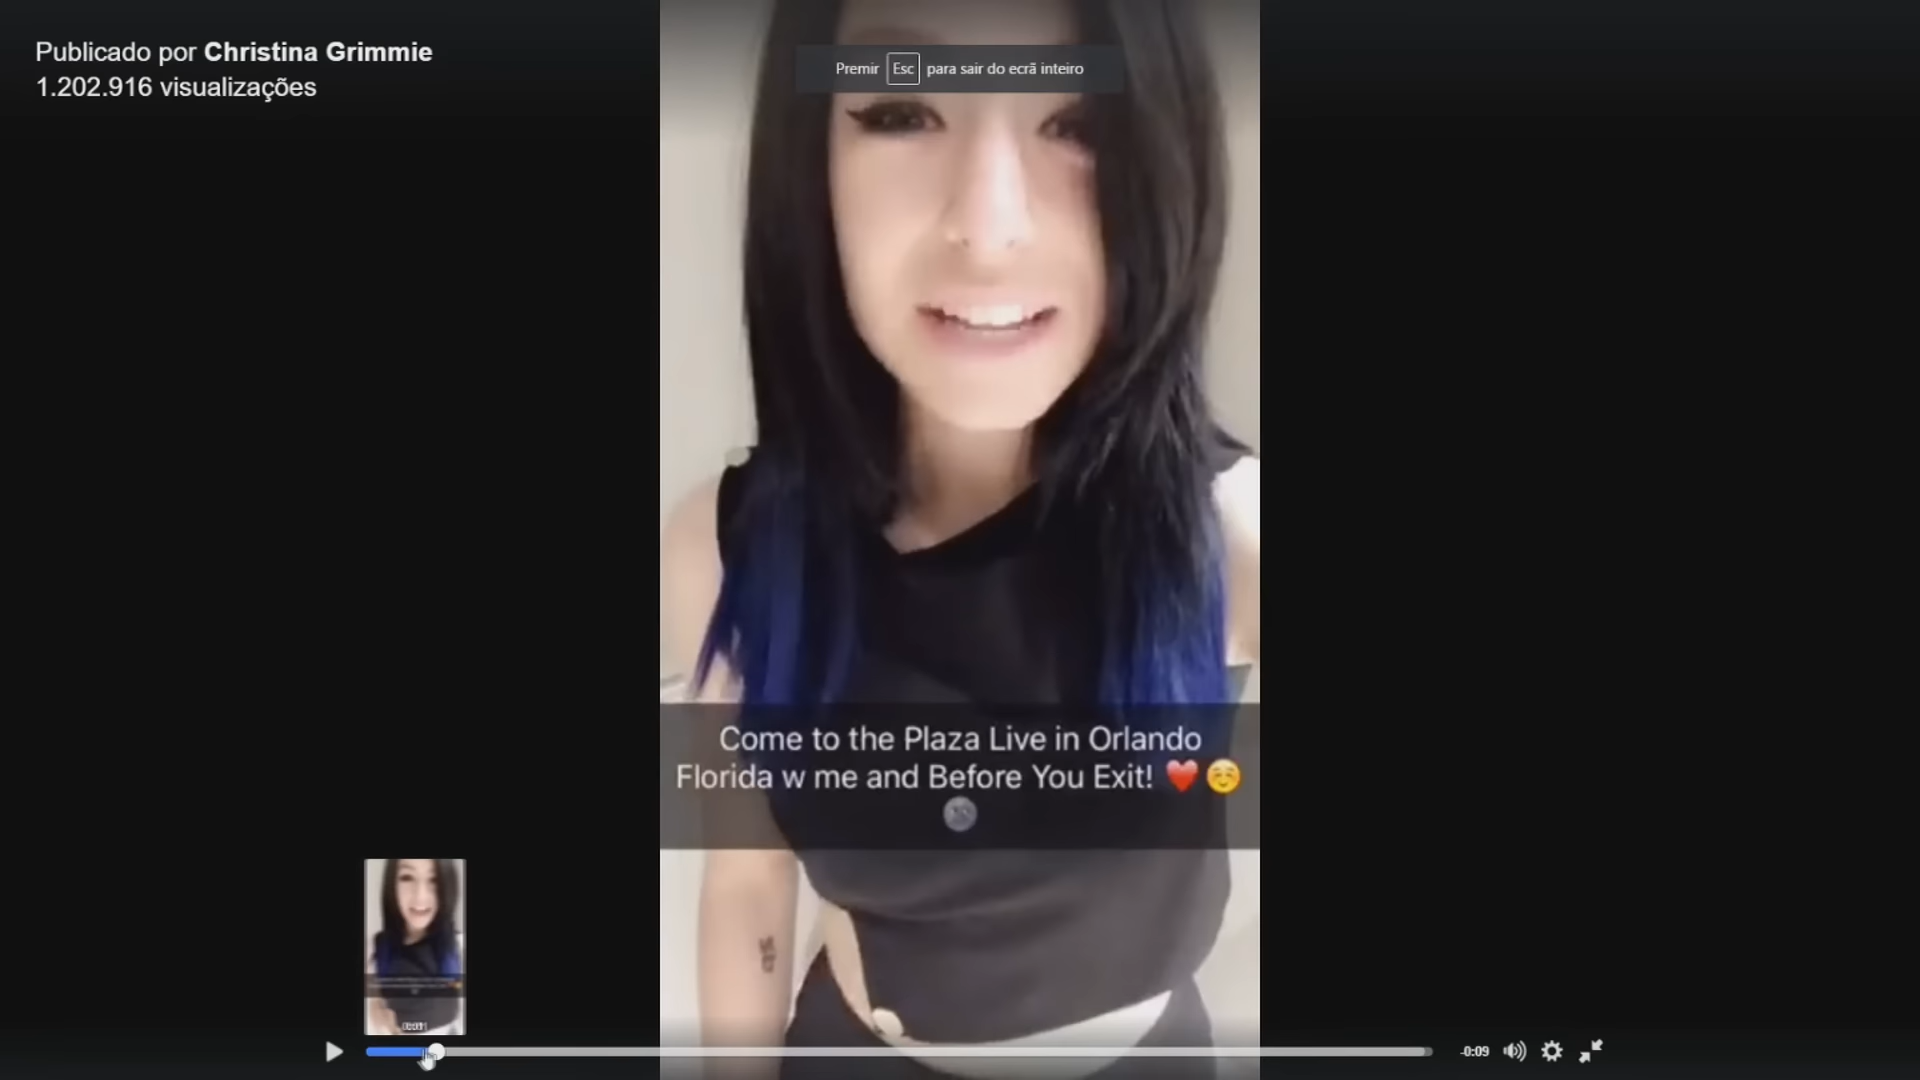 Publicado por Christina Grimmie
1.202.916 visualizações
Premir Esc para sair do ecrã inteiro
Come to the Plaza Live in Orlando
Florida w me and Before You Exit! ❤️☺️
🌚
-0:09